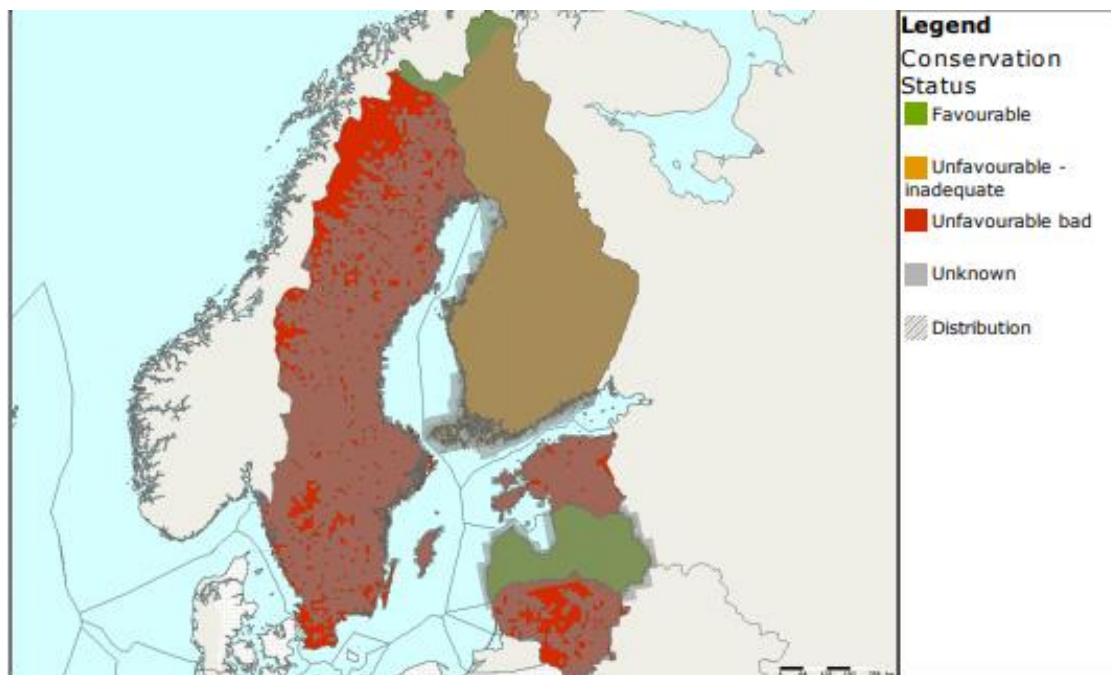 Legend
Conservation
Status
Favourable
Unfavourable -
inadequate
Unfavourable bad
Unknown
Distribution